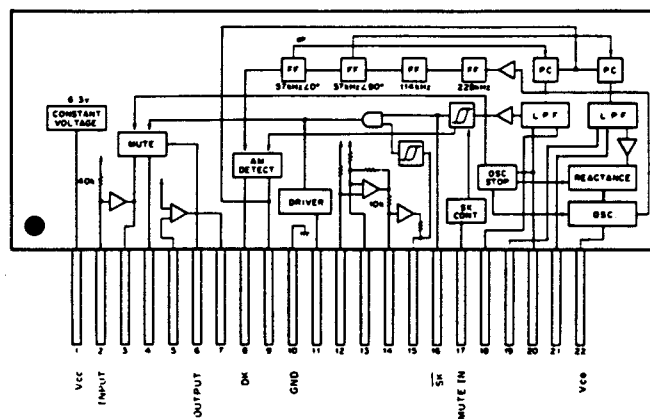 FF FF FF FF PC PC
57kHz∠0° 57kHz∠90° 114kHz 228kHz
6.3v
CONSTANT VOLTAGE
MUTE
LPF LPF
40k
AM DETECT
OSC STOP
REACTANCE
DRIVER
10k
SK CONT
OSC.
1 2 3 4 5 6 7 8 9 10 11 12 13 14 15 16 17 18 19 20 21 22
Vcc INPUT OUTPUT DK GND SK MUTE IN